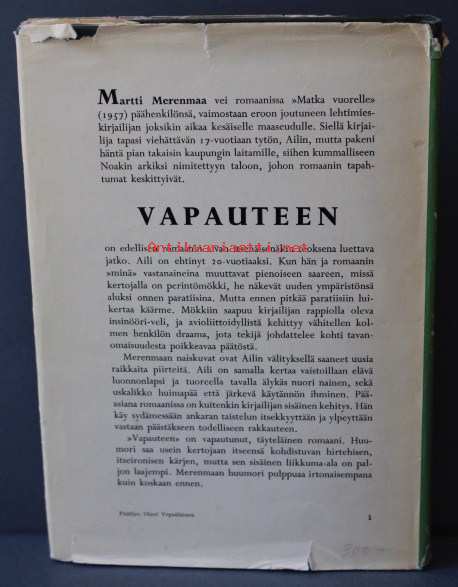 Martti Merenmaa vei romaanissa »Matka vuorelle»
(1957) päähenkilönsä, vaimostaan eroon joutuneen lehtimies-
kirjailijan joksikin aikaa kesäiselle maaseudulle. Siellä kirjai-
lija tapasi viehättävän 17-vuotiaan tytön, Ailin, mutta pakeni
häntä pian takaisin kaupungin laitamille, siihen kummalliseen
Noakin arkiksi nimitettyyn taloon, johon romaanin tapah-
tumat keskittyivät.
VAPAUTEEN
on edellisen romaanin
luettava
jatko. Aili on ehtinyt 20-vuotiaaksi. Kun hän ja romaanin
»minä» vastanaineina muuttavat pienoiseen saareen, missä
kertojalla on perintömökki, he näkevät uuden ympäristönsä
aluksi onnen paratiisina. Mutta ennen pitkää paratiisiin lui-
kertaa käärme. Mökkiin saapuu kirjailijan rappiolla oleva
insinööri-veli, ja avioliittoidyllistä kehittyy vähitellen kol-
men henkilön draama, jota tekijä johdattelee kohti tavan-
omaisuudesta poikkeavaa päätöstä.
Merenmaan naiskuvat ovat Ailin välityksellä saaneet uusia
raikkaita piirteitä. Aili on samalla kertaa vaistoillaan elävä
luonnonlapsi ja tuoreella tavalla älykäs nuori nainen, sekä
uskalikko huimapää että järkevä käytännön ihminen. Pää-
asiana romaanissa on kuitenkin kirjailijan sisäinen kehitys. Hän
käy sydämessään ankaran taistelun itsekkyyttään ja ylpeyttään
vastaan päästäkseen todelliseen rakkauteen.
»Vapauteen» on vapautunut, täyteläinen romaani. Huu-
mori saa usein kertojaan itseensä kohdistuvan hirtehisen,
itseironisen kärjen, mutta sen sisäinen liikkuma-ala on pal-
jon laajempi. Merenmaan huumori pulppuaa irtonaisempana
kuin koskaan ennen.
Päällys: Olavi Vepsäläinen
1